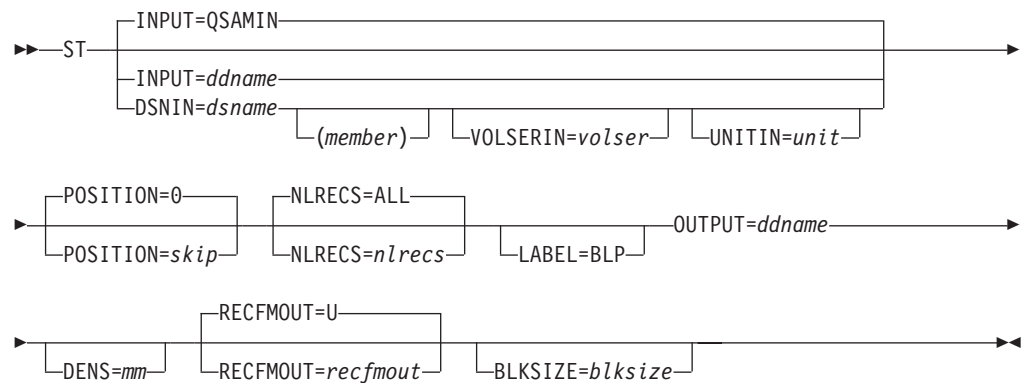 INPUT=QSAMIN
ST
INPUT=ddname
DSNIN=dsname
(member) VOLSERIN=volser UNITIN=unit
POSITION=0 NLRECS=ALL
OUTPUT=ddname
POSITION=skip NLRECS=nlrecs LABEL=BLP
RECFMOUT=U
DENS=mm RECFMOUT=recfmout BLKSIZE=blksize